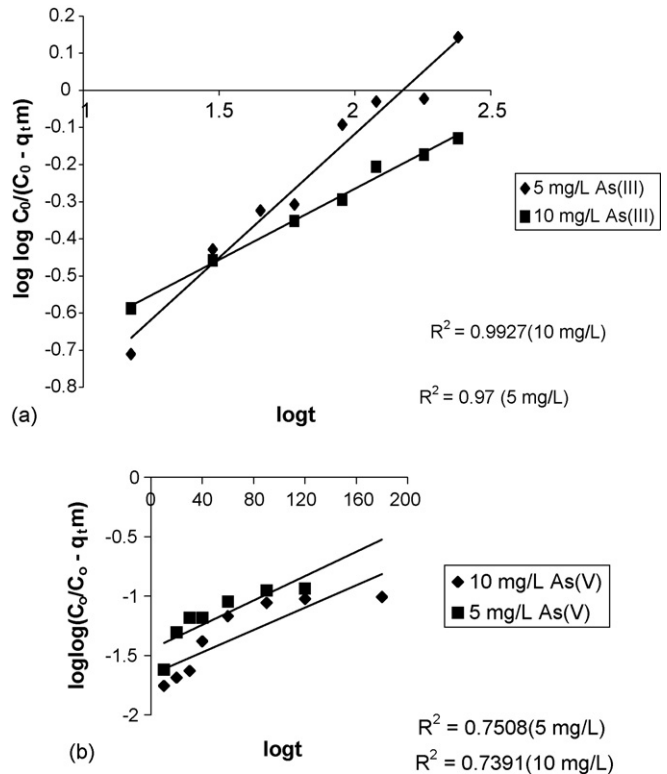 0.2
0.1
0
1 1.5 2 2.5
-0.1
-0.2
-0.3
-0.4
-0.5
-0.6
-0.7
-0.8
log log C₀/(C₀ - qₜm)
logt
5 mg/L As(III)
10 mg/L As(III)
R² = 0.9927(10 mg/L)
R² = 0.97 (5 mg/L)
(a)
0
0 40 80 120 160 200
-0.5
-1
-1.5
-2
loglog(Cₒ/Cₒ - qₜm)
logt
10 mg/L As(V)
5 mg/L As(V)
R² = 0.7508(5 mg/L)
R² = 0.7391(10 mg/L)
(b)